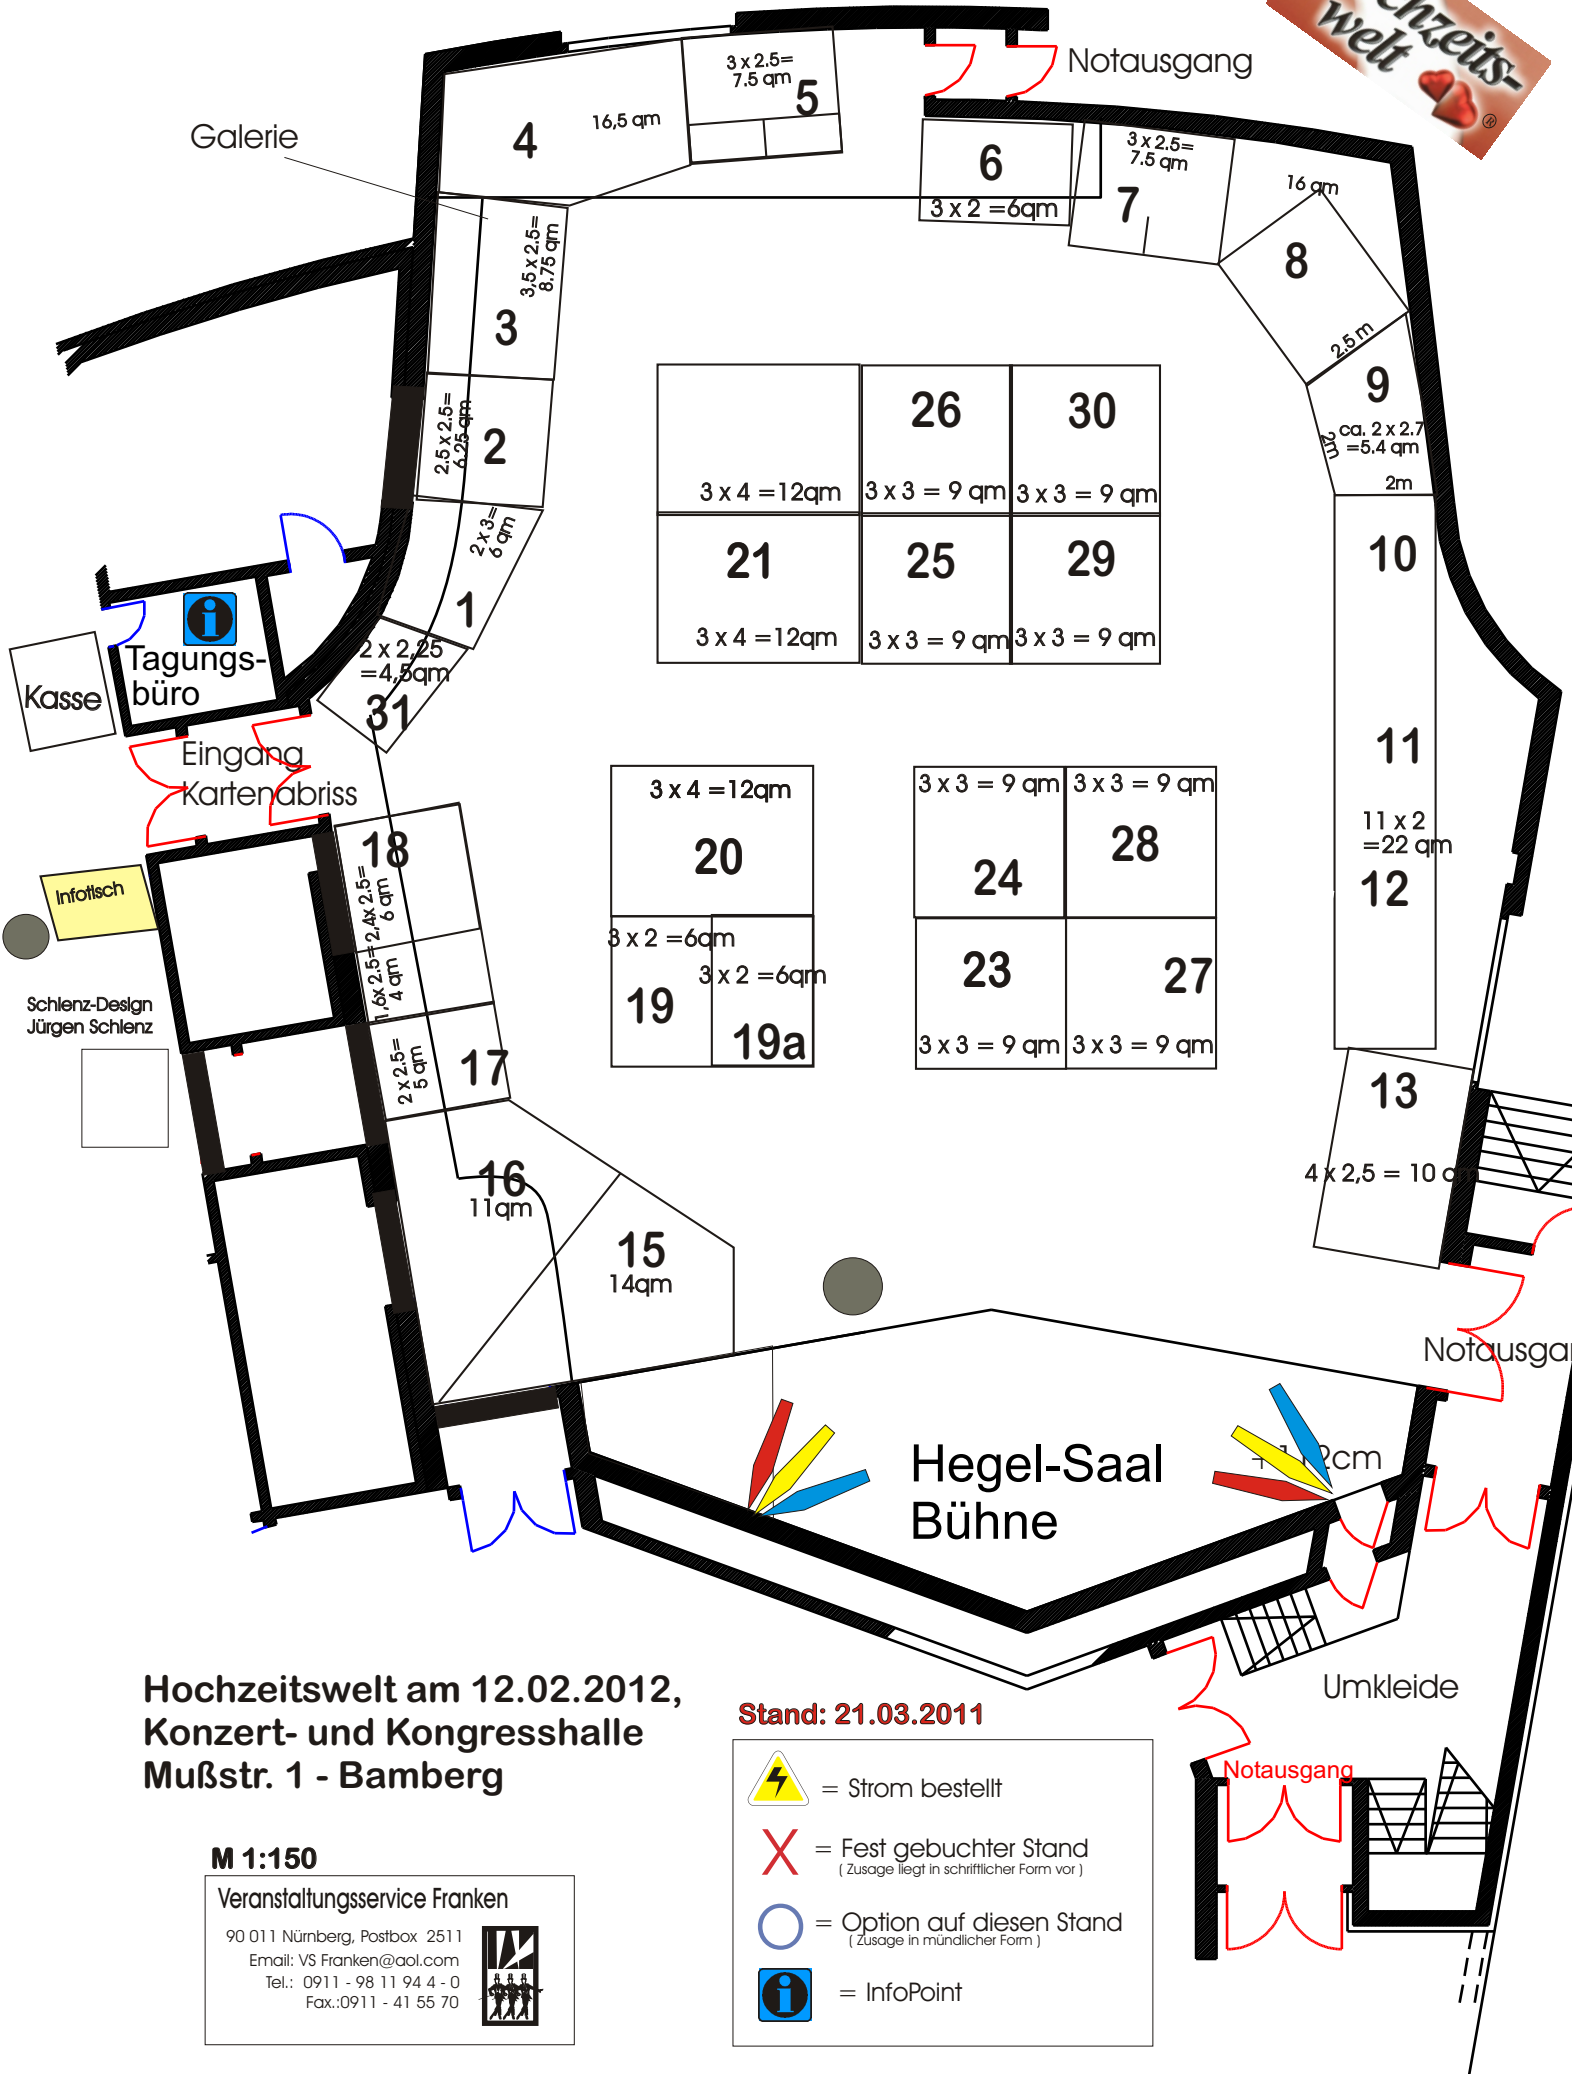 welt
Notausgang
Galerie
3 x 2.5=
7.5 qm
5
4
16,5 qm
6
3 x 2 =6qm
3 x 2.5=
7.5 qm
7
16 qm
8
3,5 x 2.5=
8.75 qm
3
2.5 m
9
ca. 2 x 2.7
=5.4 qm
2m
2m
2.5 x 2.5=
6.25 qm
2
3 x 4 =12qm
26
3 x 3 = 9 qm
30
3 x 3 = 9 qm
2 x 3=
6 qm
1
21
3 x 4 =12qm
25
3 x 3 = 9 qm
29
3 x 3 = 9 qm
10
Tagungs-
büro
Kasse
2 x 2,25
=4,5qm
31
Eingang
Kartenabriss
11
11 x 2
=22 qm
12
3 x 4 =12qm
20
3 x 3 = 9 qm
24
3 x 3 = 9 qm
28
18
2,4x 2.5=
6 qm
Infotisch
3 x 2 =6qm
19
3 x 2 =6qm
19a
23
3 x 3 = 9 qm
27
3 x 3 = 9 qm
1,6x 2.5=
4 qm
Schlenz-Design
Jürgen Schlenz
2 x 2.5=
5 qm
17
13
4 x 2,5 = 10 qm
16
11qm
15
14qm
Hegel-Saal
Bühne
Umkleide
Notausgang
Hochzeitswelt am 12.02.2012,
Konzert- und Kongresshalle
Mußstr. 1 - Bamberg
M 1:150
Veranstaltungsservice Franken
90 011 Nürnberg, Postbox 2511
Email: VS Franken@aol.com
Tel.: 0911 - 98 11 94 4 - 0
Fax.:0911 - 41 55 70
Stand: 21.03.2011
= Strom bestellt
= Fest gebuchter Stand
( Zusage liegt in schriftlicher Form vor )
= Option auf diesen Stand
( Zusage in mündlicher Form )
= InfoPoint